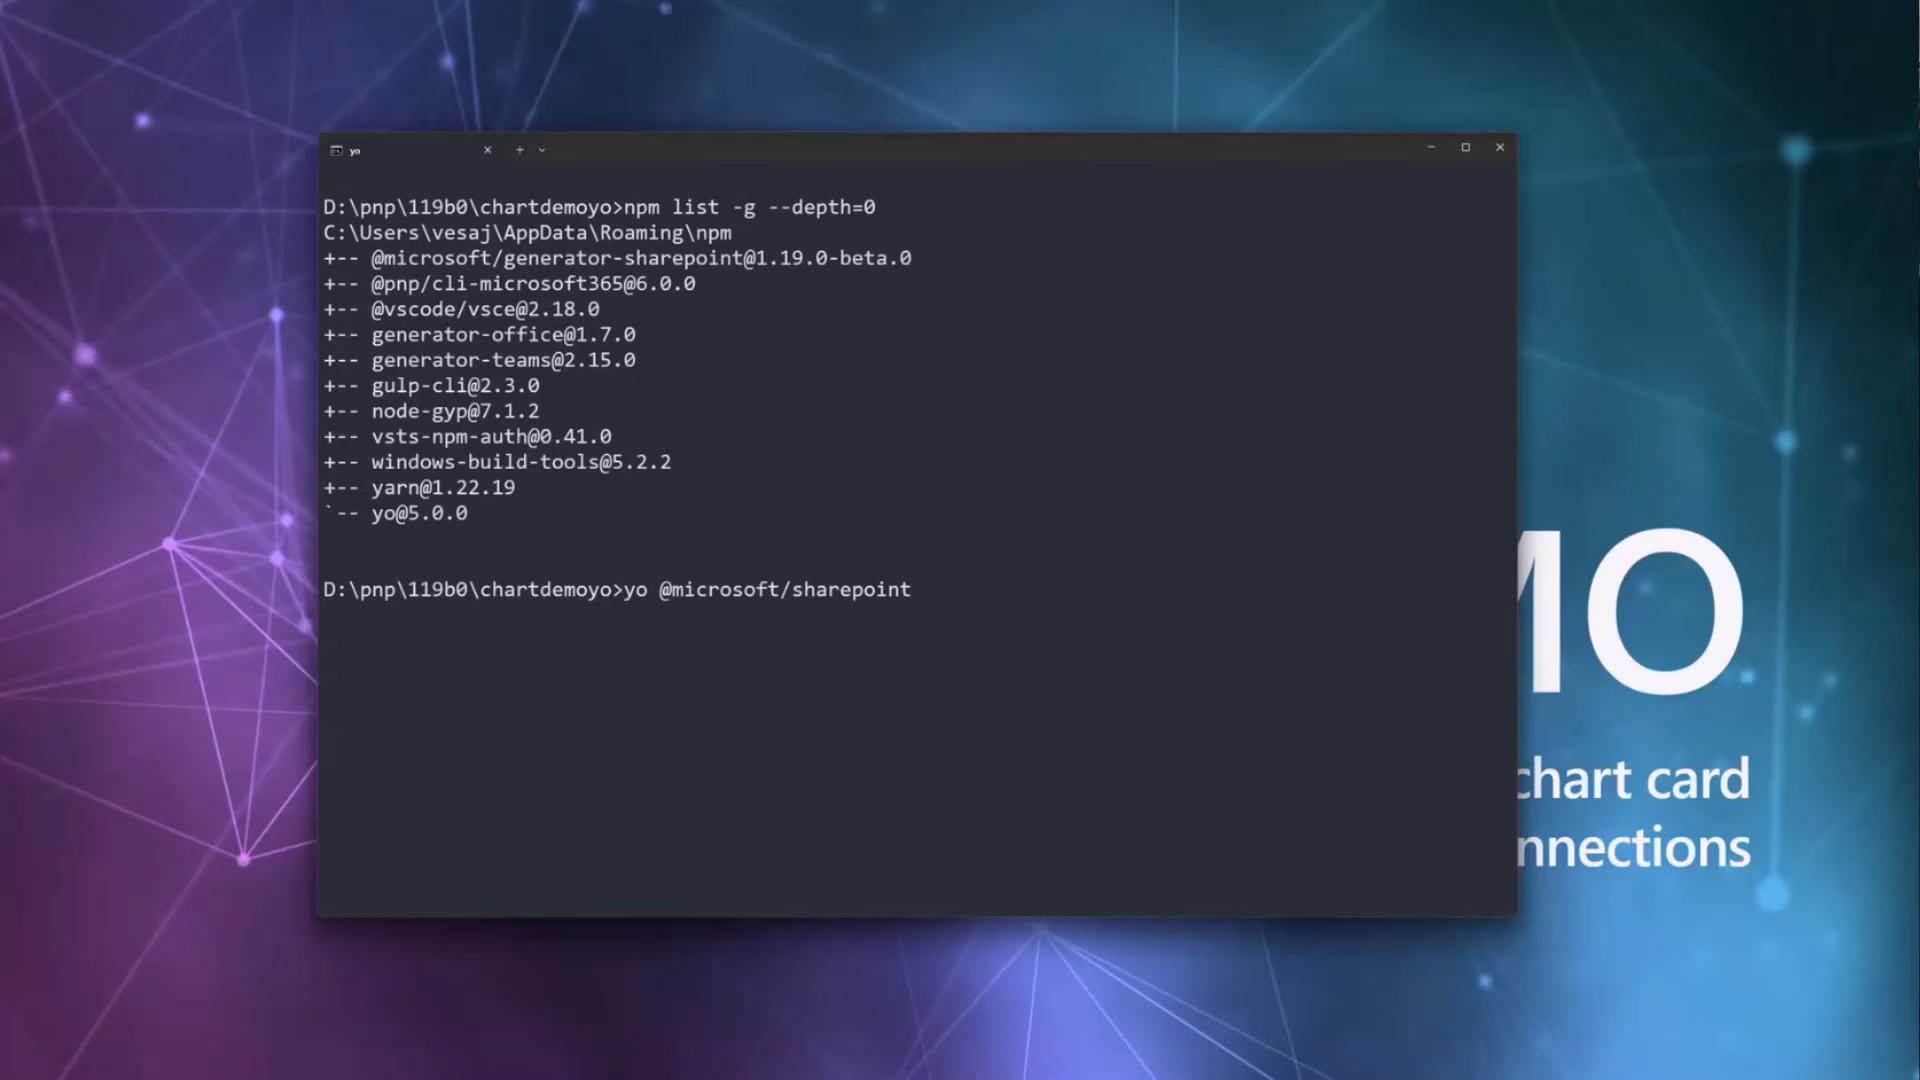 yo
D:\pnp\119b0\chartdemoyo>npm list -g --depth=0
C:\Users\vesaj\AppData\Roaming\npm
+-- @microsoft/generator-sharepoint@1.19.0-beta.0
+-- @pnp/cli-microsoft365@6.0.0
+-- @vscode/vsce@2.18.0
+-- generator-office@1.7.0
+-- generator-teams@2.15.0
+-- gulp-cli@2.3.0
+-- node-gyp@7.1.2
+-- vsts-npm-auth@0.41.0
+-- windows-build-tools@5.2.2
+-- yarn@1.22.19
`-- yo@5.0.0
D:\pnp\119b0\chartdemoyo>yo @microsoft/sharepoint
MO
chart card
nnections